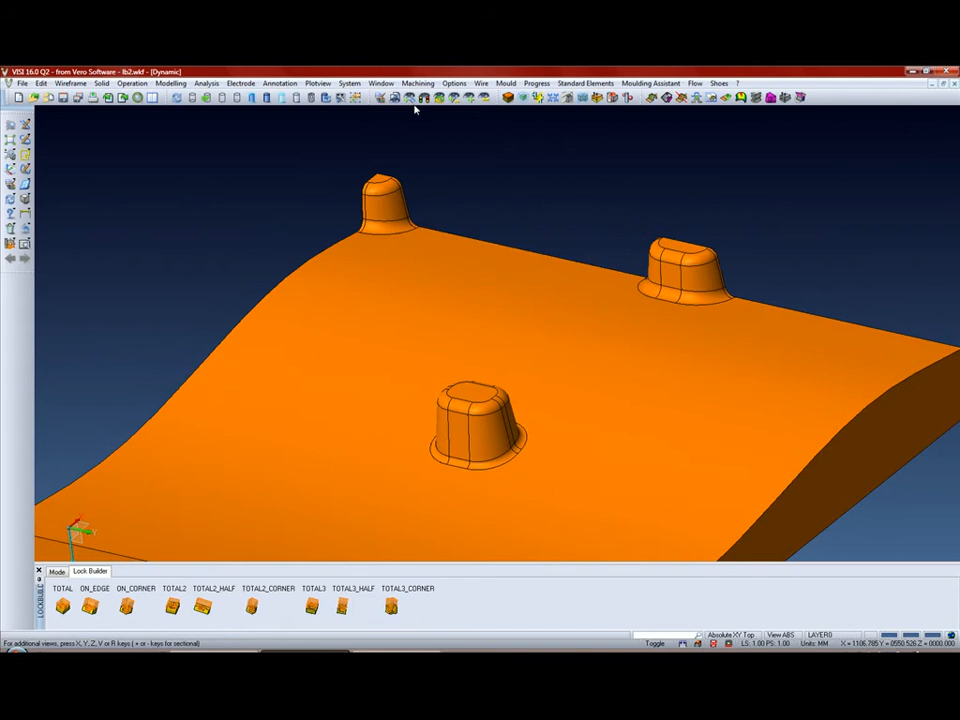 VISI 16.0 Q2 - from Vero Software - lb2.wkf - [Dynamic]
File Edit Wireframe Solid Operation Modelling Analysis Electrode Annotation Plotview System Window Machining Options Wire Mould Progress Standard Elements Moulding Assistant Flow Shoes ?
Mode Lock Builder
TOTAL ON_EDGE ON_CORNER TOTAL2 TOTAL2_HALF TOTAL2_CORNER TOTAL3 TOTAL3_HALF TOTAL3_CORNER
LOCKBUILD
Absolute XY Top View ABS LAYER0
For additional views, press X, Y, Z, V or R keys ( + or - keys for sectional) Toggle LS: 1.00 PS: 1.00 Units: MM X = 1106.785 Y = 0550.526 Z = 0000.000